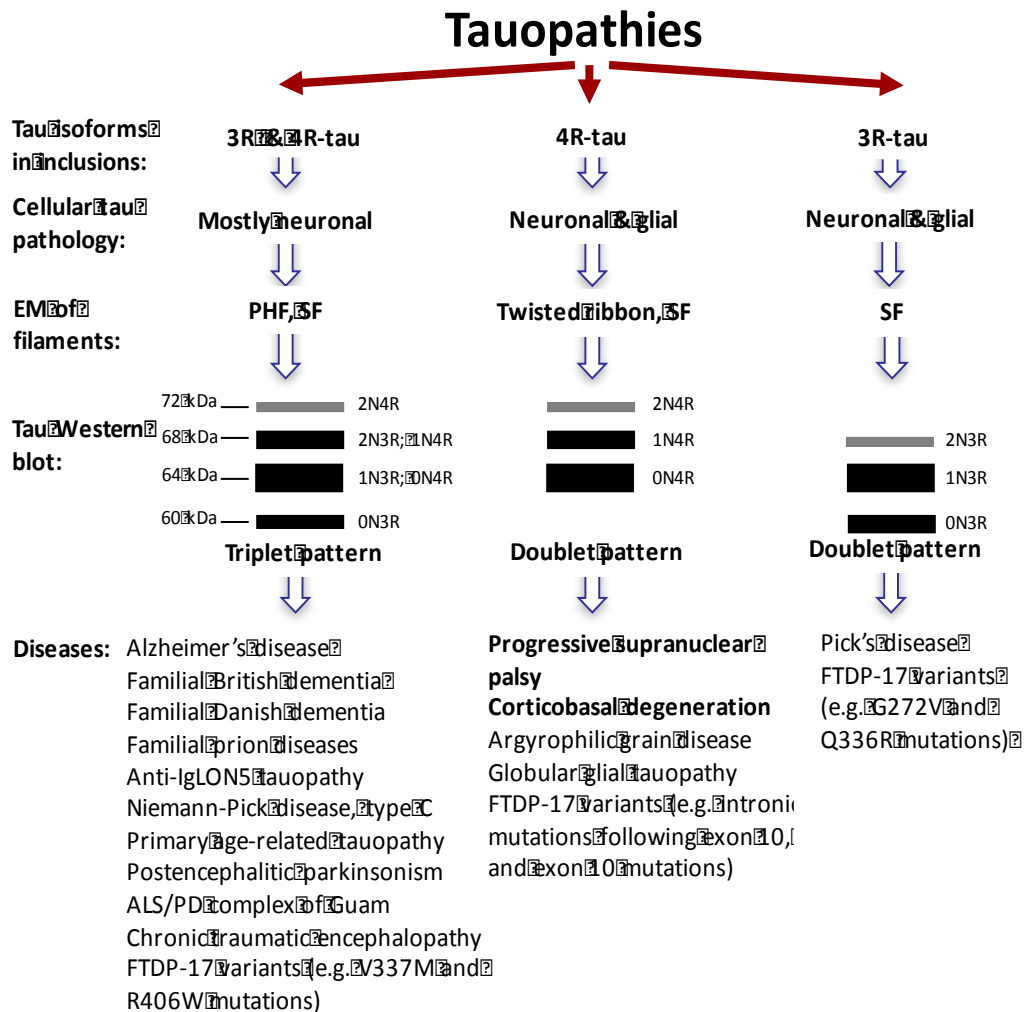 Tauopathies
Tau isoforms
in inclusions:
3R & 4R-tau
4R-tau
3R-tau
Cellular tau
pathology:
Mostly neuronal
Neuronal & glial
Neuronal & glial
EM of
filaments:
PHF, SF
Twisted ribbon, SF
SF
Tau Western
blot:
72 kDa
68 kDa
64 kDa
60 kDa
2N4R
2N3R; 1N4R
1N3R; 0N4R
0N3R
2N4R
1N4R
0N4R
2N3R
1N3R
0N3R
Triplet pattern
Doublet pattern
Doublet pattern
Diseases:
Alzheimer's disease
Familial British dementia
Familial Danish dementia
Familial prion diseases
Anti-IgLON5 tauopathy
Niemann-Pick disease, type C
Primary age-related tauopathy
Postencephalitic parkinsonism
ALS/PD complex of Guam
Chronic traumatic encephalopathy
FTDP-17 variants (e.g. V337M and
R406W mutations)
Progressive supranuclear
palsy
Corticobasal degeneration
Argyrophilic grain disease
Globular glial tauopathy
FTDP-17 variants (e.g. intronic
mutations following exon 10,
and exon 10 mutations)
Pick's disease
FTDP-17 variants
(e.g. G272V and
Q336R mutations)